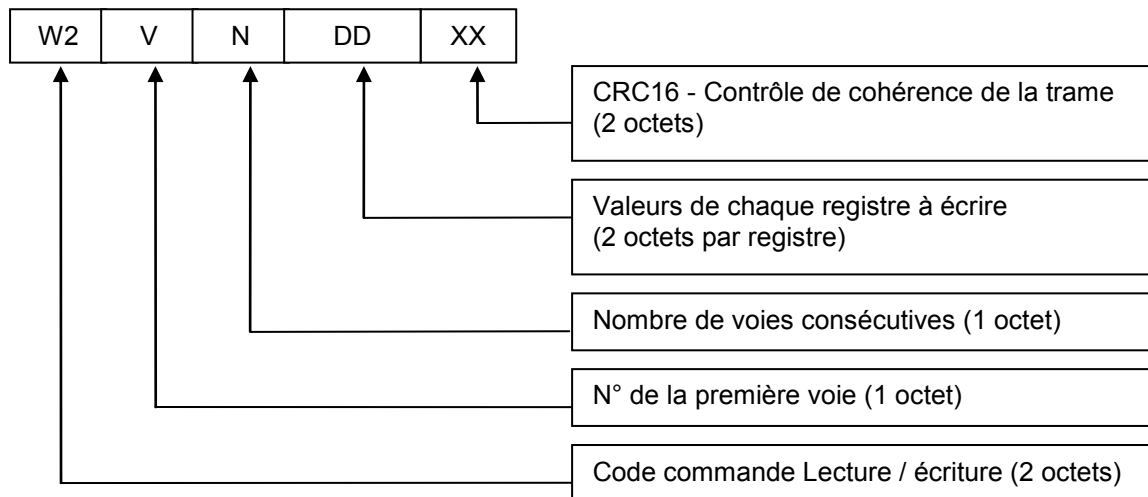 W2 V N DD XX
CRC16 - Contrôle de cohérence de la trame
(2 octets)
Valeurs de chaque registre à écrire
(2 octets par registre)
Nombre de voies consécutives (1 octet)
N° de la première voie (1 octet)
Code commande Lecture / écriture (2 octets)